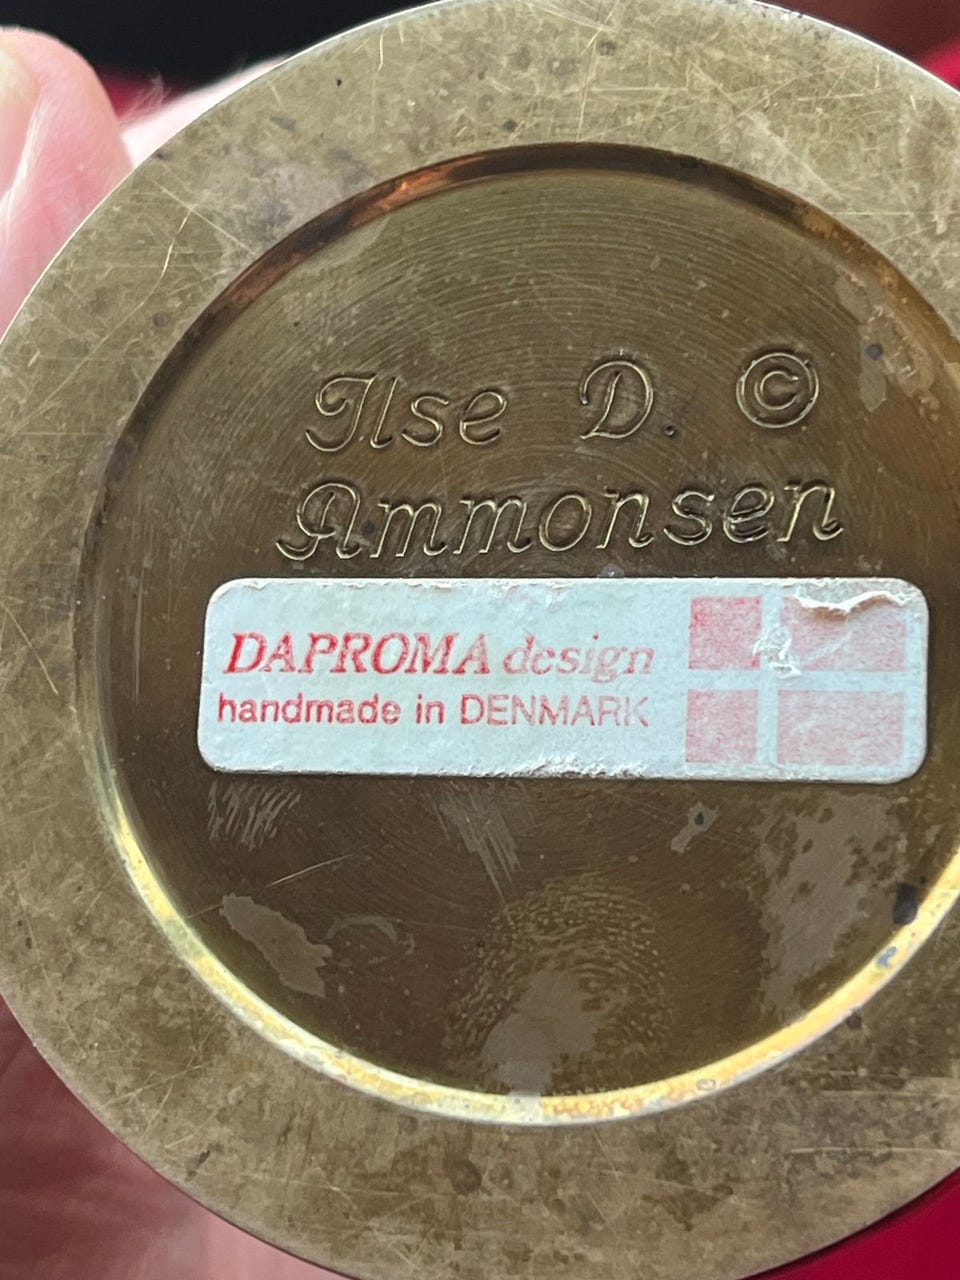 Ilse D. ©
Ammonsen
DAPROMA design
handmade in DENMARK